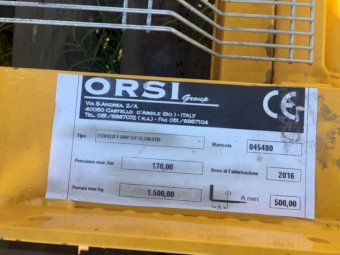 ORSI Group
VIA S.ANDREA, 2/A
40050 CASTELLO D'ARGILE (BO) - ITALY
TEL. 051/6867072 (R.A.) - FAX 051/6867104
CE
Tipo FORKLIFT Matricola 045480
Pressione max. bar 170,00 Anno di Fabbricazione 2016
Portata max kg. 1.500,00 A mm 500,00
A